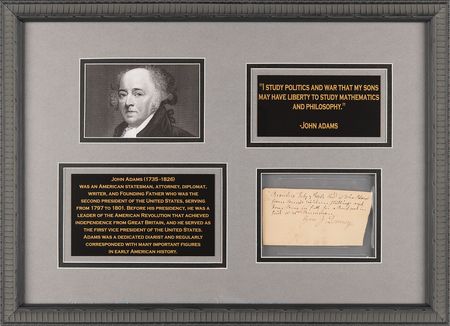 "I STUDY POLITICS AND WAR THAT MY SONS
MAY HAVE LIBERTY TO STUDY MATHEMATICS
AND PHILOSOPHY."
-JOHN ADAMS
JOHN ADAMS (1735-1826)
WAS AN AMERICAN STATESMAN, ATTORNEY, DIPLOMAT,
WRITER, AND FOUNDING FATHER WHO WAS THE
SECOND PRESIDENT OF THE UNITED STATES, SERVING
FROM 1797 TO 1801. BEFORE HIS PRESIDENCY, HE WAS A
LEADER OF THE AMERICAN REVOLUTION THAT ACHIEVED
INDEPENDENCE FROM GREAT BRITAIN, AND HE SERVED AS
THE FIRST VICE PRESIDENT OF THE UNITED STATES.
ADAMS WAS A DEDICATED DIARIST AND REGULARLY
CORRESPONDED WITH MANY IMPORTANT FIGURES
IN EARLY AMERICAN HISTORY.